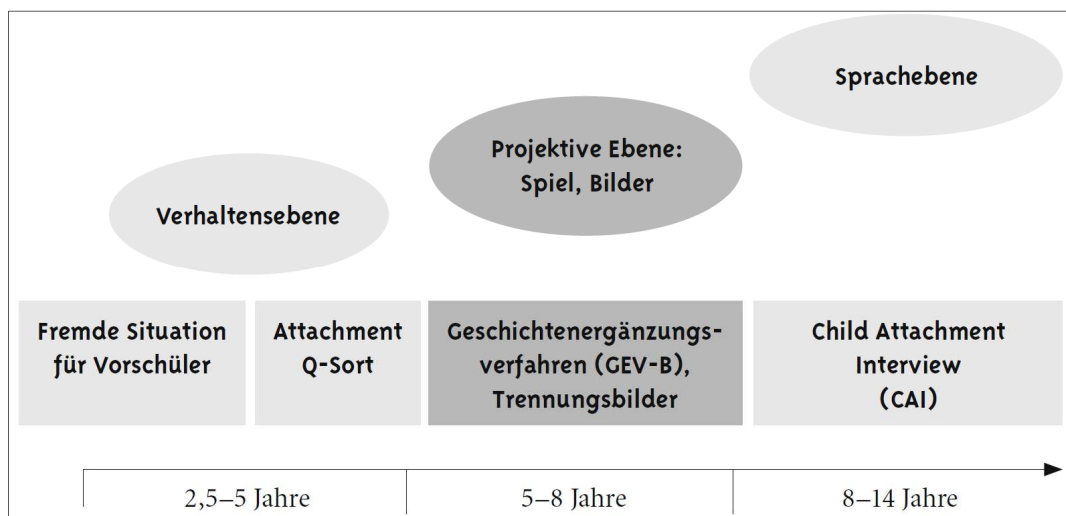 Sprachebene
Projektive Ebene:
Spiel, Bilder
Verhaltensebene
Fremde Situation
für Vorschüler
Attachment
Q-Sort
Geschichtenergänzungs-
verfahren (GEV-B),
Trennungsbilder
Child Attachment
Interview
(CAI)
2,5–5 Jahre
5–8 Jahre
8–14 Jahre